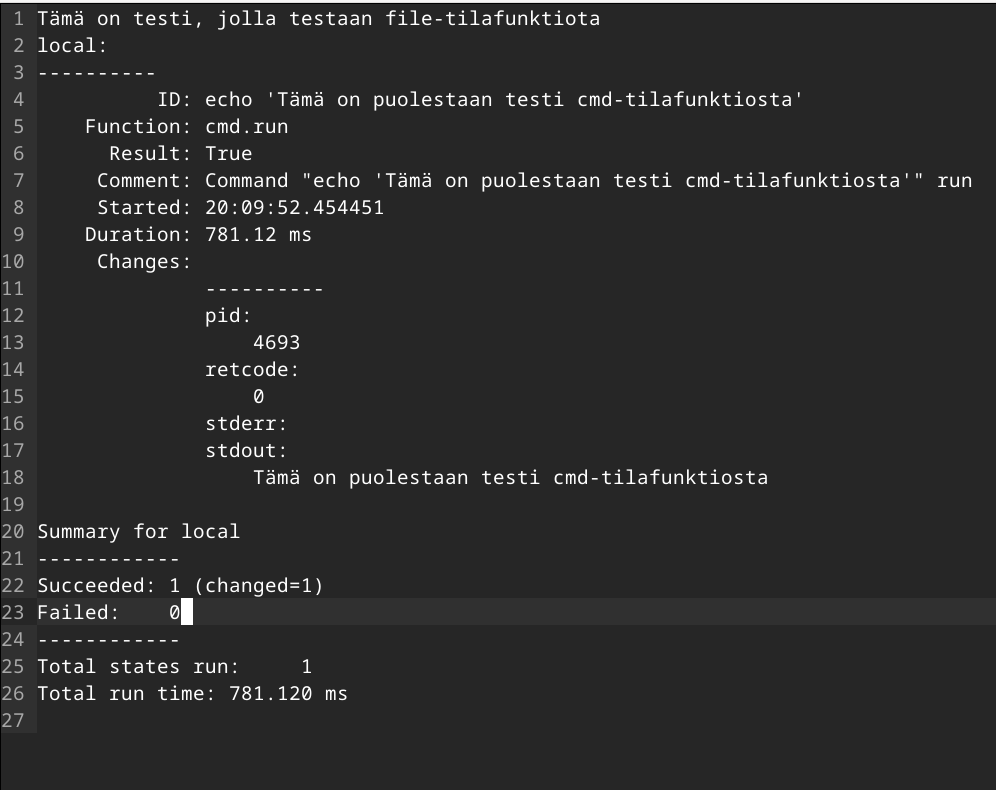 1 Tämä on testi, jolla testaan file-tilafunktiota
2 local:
3 ----------
4           ID: echo 'Tämä on puolestaan testi cmd-tilafunktiosta'
5     Function: cmd.run
6       Result: True
7      Comment: Command "echo 'Tämä on puolestaan testi cmd-tilafunktiosta'" run
8      Started: 20:09:52.454451
9     Duration: 781.12 ms
10      Changes:
11               ----------
12               pid:
13                   4693
14               retcode:
15                   0
16               stderr:
17               stdout:
18                   Tämä on puolestaan testi cmd-tilafunktiosta
19
20 Summary for local
21 ------------
22 Succeeded: 1 (changed=1)
23 Failed:    0
24 ------------
25 Total states run:     1
26 Total run time: 781.120 ms
27